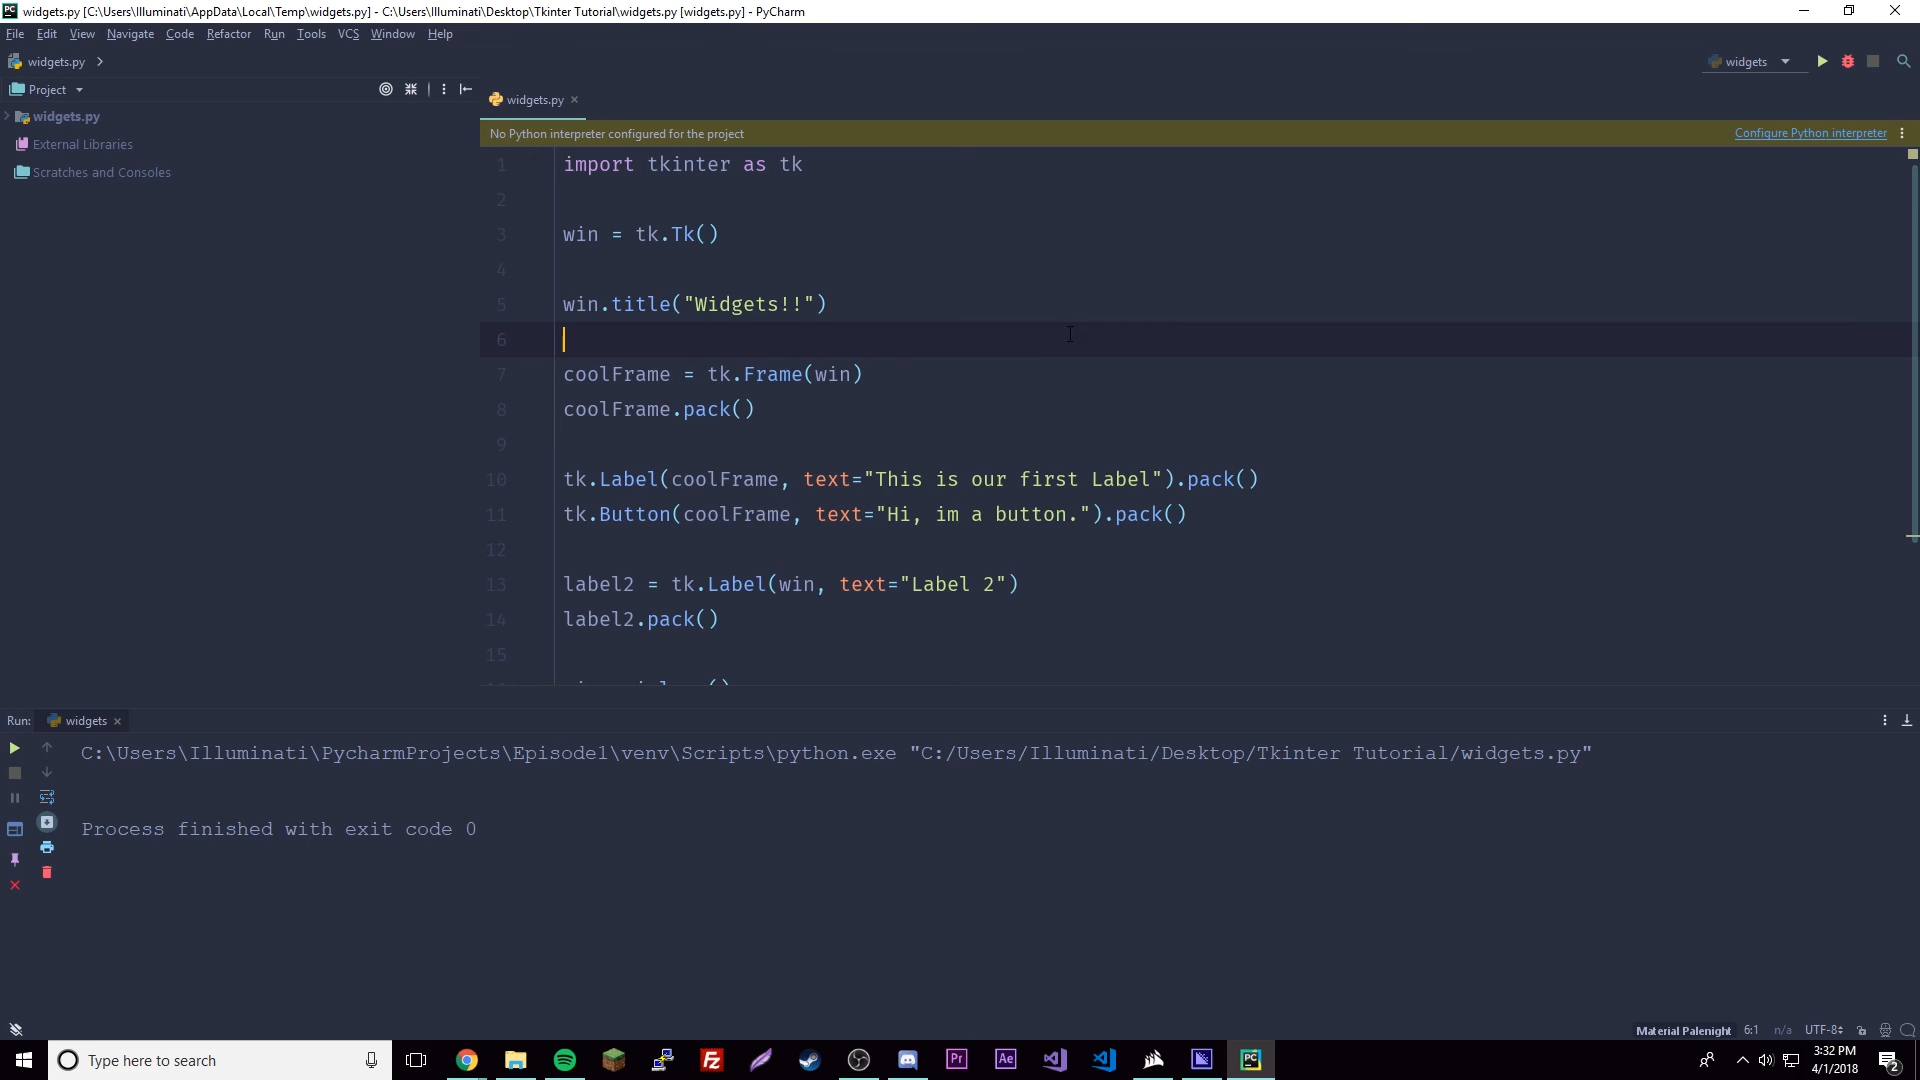 widgets.py [C:\Users\Illuminati\AppData\Local\Temp\widgets.py] - C:\Users\Illuminati\Desktop\Tkinter Tutorial\widgets.py [widgets.py] - PyCharm
File Edit View Navigate Code Refactor Run Tools VCS Window Help
widgets.py
widgets
Project
widgets.py
widgets.py
External Libraries
Scratches and Consoles
No Python interpreter configured for the project
Configure Python interpreter
1 import tkinter as tk
2
3 win = tk.Tk()
4
5 win.title("Widgets!!")
6
7 coolFrame = tk.Frame(win)
8 coolFrame.pack()
9
10 tk.Label(coolFrame, text="This is our first Label").pack()
11 tk.Button(coolFrame, text="Hi, im a button.").pack()
12
13 label2 = tk.Label(win, text="Label 2")
14 label2.pack()
15
Run: widgets
C:\Users\Illuminati\PycharmProjects\Episode1\venv\Scripts\python.exe "C:/Users/Illuminati/Desktop/Tkinter Tutorial/widgets.py"
Process finished with exit code 0
Material Palenight 6:1 n/a UTF-8
Type here to search
3:32 PM
4/1/2018
2